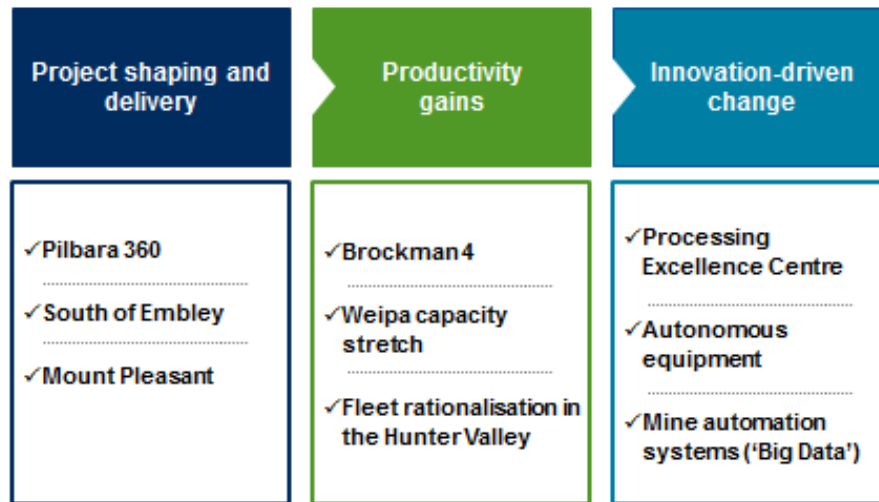 Project shaping and
delivery
Productivity
gains
Innovation-driven
change
✓Pilbara 360
✓South of Embley
✓Mount Pleasant
✓Brockman 4
✓Weipa capacity
stretch
✓Fleet rationalisation in
the Hunter Valley
✓Processing
Excellence Centre
✓Autonomous
equipment
✓Mine automation
systems (‘Big Data’)